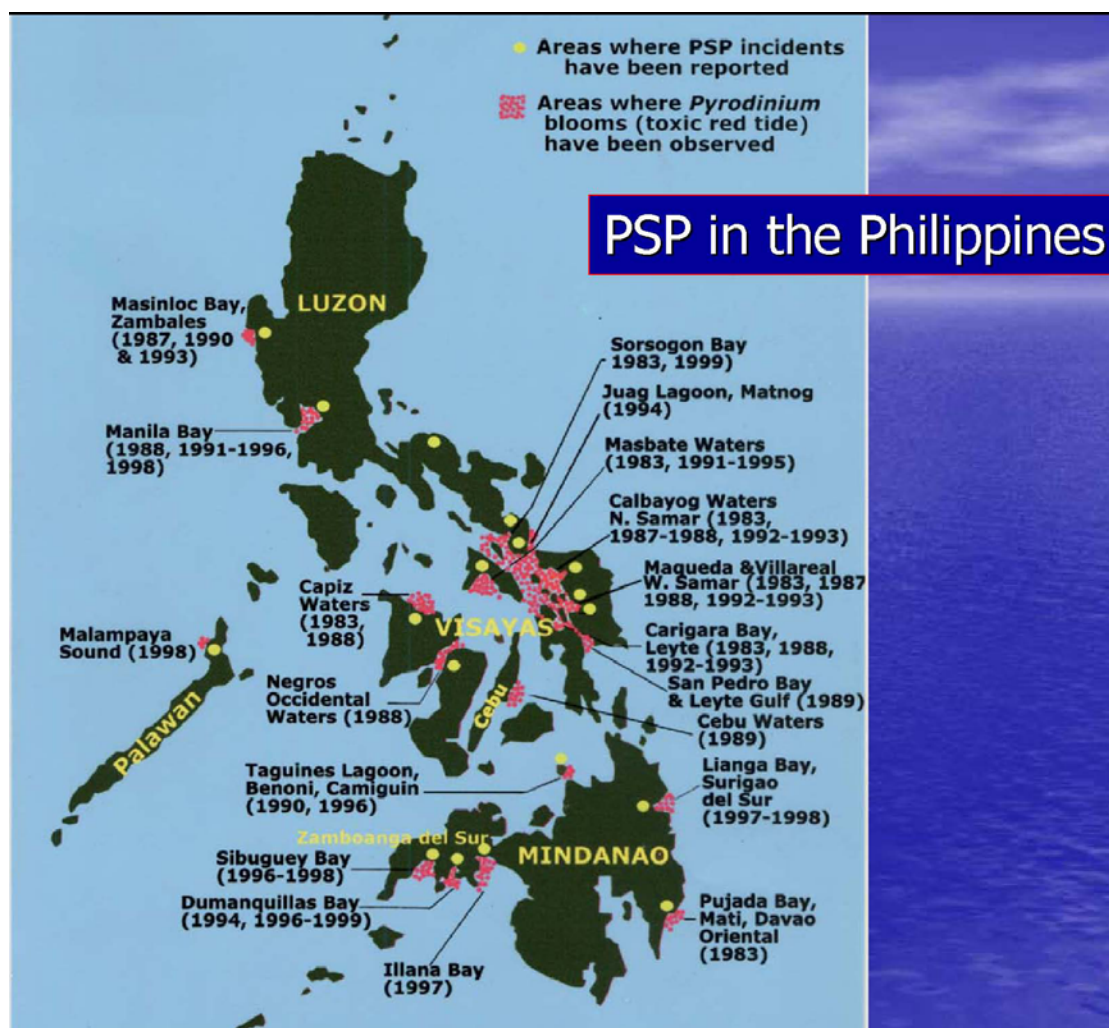 Areas where PSP incidents
have been reported
Areas where Pyrodinium
blooms (toxic red tide)
have been observed
PSP in the Philippines
LUZON
Masinloc Bay,
Zambales
(1987, 1990
& 1993)
Manila Bay
(1988, 1991-1996,
1998)
Sorsogon Bay
1983, 1999)
Juag Lagoon, Matnog
(1994)
Masbate Waters
(1983, 1991-1995)
Calbayog Waters
N. Samar (1983,
1987-1988, 1992-1993)
Maqueda &Villareal
W. Samar (1983, 1987
1988, 1992-1993)
Capiz
Waters
(1983,
1988)
VISAYAS
Malampaya
Sound (1998)
Carigara Bay,
Leyte (1983, 1988,
1992-1993)
San Pedro Bay
& Leyte Gulf (1989)
Negros
Occidental
Waters (1988)
Cebu
Cebu Waters
(1989)
Palawan
Taguines Lagoon,
Benoni, Camiguin
(1990, 1996)
Lianga Bay,
Surigao
del Sur
(1997-1998)
Zamboanga del Sur
MINDANAO
Sibuguey Bay
(1996-1998)
Dumanquillas Bay
(1994, 1996-1999)
Illana Bay
(1997)
Pujada Bay,
Mati, Davao
Oriental
(1983)